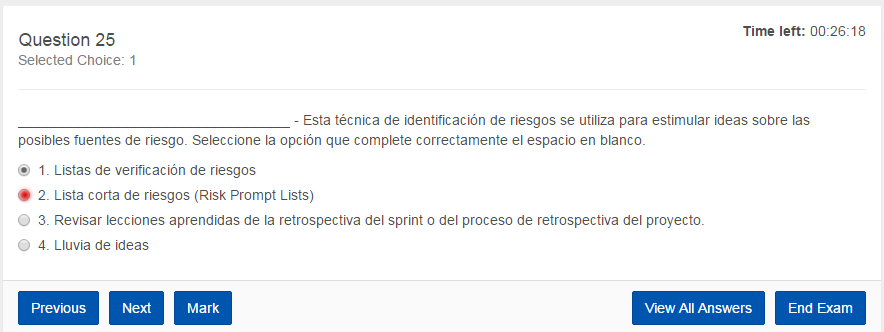 Question 25
Time left: 00:26:18
Selected Choice: 1
__________________________________ - Esta técnica de identificación de riesgos se utiliza para estimular ideas sobre las
posibles fuentes de riesgo. Seleccione la opción que complete correctamente el espacio en blanco.
1. Listas de verificación de riesgos
2. Lista corta de riesgos (Risk Prompt Lists)
3. Revisar lecciones aprendidas de la retrospectiva del sprint o del proceso de retrospectiva del proyecto.
4. Lluvia de ideas
Previous Next Mark View All Answers End Exam